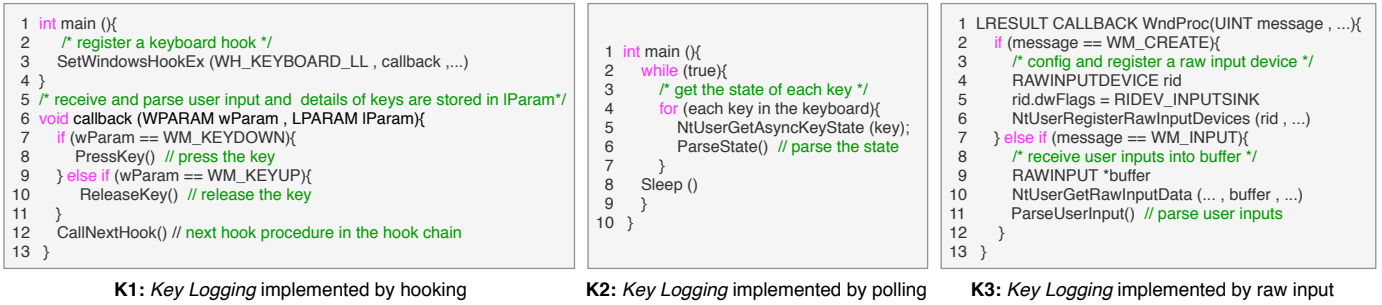 1 int main (){
2 /* register a keyboard hook */
3 SetWindowsHookEx (WH_KEYBOARD_LL , callback ,...)
4 }
5 /* receive and parse user input and details of keys are stored in lParam*/
6 void callback (WPARAM wParam , LPARAM lParam){
7 if (wParam == WM_KEYDOWN){
8 PressKey() // press the key
9 } else if (wParam == WM_KEYUP){
10 ReleaseKey() // release the key
11 }
12 CallNextHook() // next hook procedure in the hook chain
13 }
K1: Key Logging implemented by hooking
1 int main (){
2 while (true){
3 /* get the state of each key */
4 for (each key in the keyboard){
5 NtUserGetAsyncKeyState (key);
6 ParseState() // parse the state
7 }
8 Sleep ()
9 }
10 }
K2: Key Logging implemented by polling
1 LRESULT CALLBACK WndProc(UINT message , ...){
2 if (message == WM_CREATE){
3 /* config and register a raw input device */
4 RAWINPUTDEVICE rid
5 rid.dwFlags = RIDEV_INPUTSINK
6 NtUserRegisterRawInputDevices (rid , ...)
7 } else if (message == WM_INPUT){
8 /* receive user inputs into buffer */
9 RAWINPUT *buffer
10 NtUserGetRawInputData (... , buffer , ...)
11 ParseUserInput() // parse user inputs
12 }
13 }
K3: Key Logging implemented by raw input